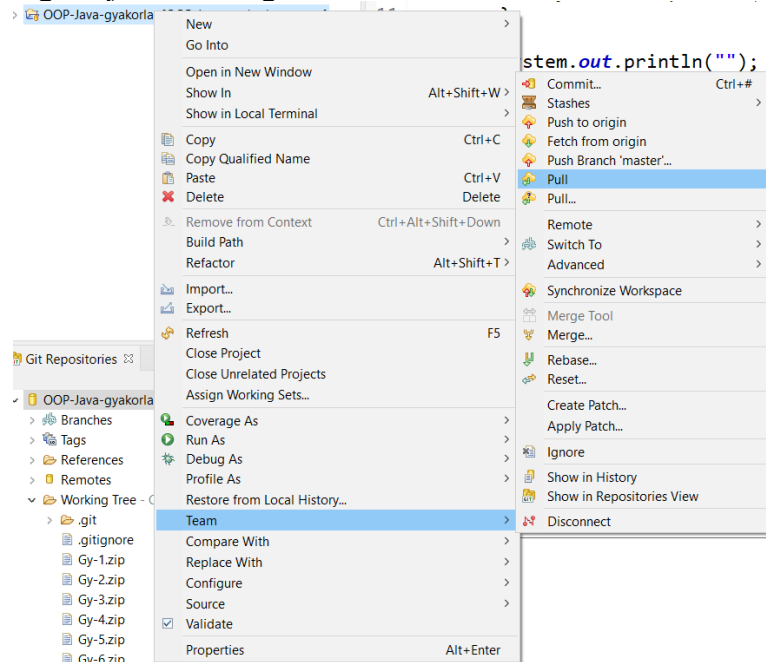 OOP-Java-gyakorla
stem.out.println("");
New
Go Into
Open in New Window
Show In Alt+Shift+W
Show in Local Terminal
Copy Ctrl+C
Copy Qualified Name
Paste Ctrl+V
Delete Delete
Remove from Context Ctrl+Alt+Shift+Down
Build Path
Refactor Alt+Shift+T
Import...
Export...
Refresh F5
Close Project
Close Unrelated Projects
Assign Working Sets...
Coverage As
Run As
Debug As
Profile As
Restore from Local History...
Team
Compare With
Replace With
Configure
Source
Validate
Properties Alt+Enter
Commit... Ctrl+#
Stashes
Push to origin
Fetch from origin
Push Branch 'master'...
Pull
Pull...
Remote
Switch To
Advanced
Synchronize Workspace
Merge Tool
Merge...
Rebase...
Reset...
Create Patch...
Apply Patch...
Ignore
Show in History
Show in Repositories View
Disconnect
Git Repositories
OOP-Java-gyakorla
Branches
Tags
References
Remotes
Working Tree -
.git
.gitignore
Gy-1.zip
Gy-2.zip
Gy-3.zip
Gy-4.zip
Gy-5.zip
Gy-6.zip